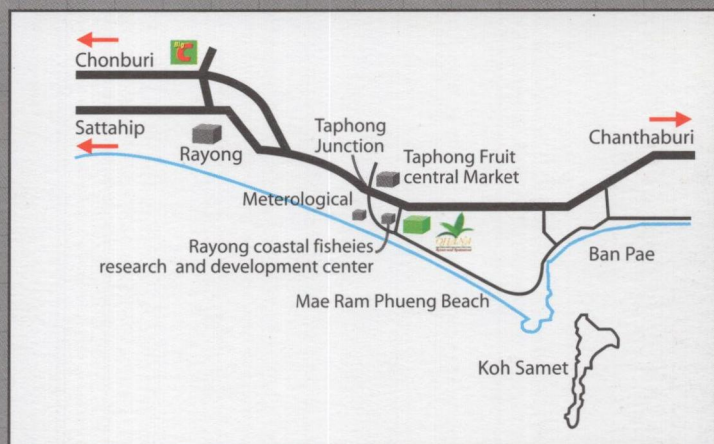 Big
C
Chonburi
Sattahip
Rayong
Taphong
Junction
Taphong Fruit
central Market
Chanthaburi
Meterological
Rayong coastal fisheies
research and development center
Ban Pae
Mae Ram Phueng Beach
Koh Samet